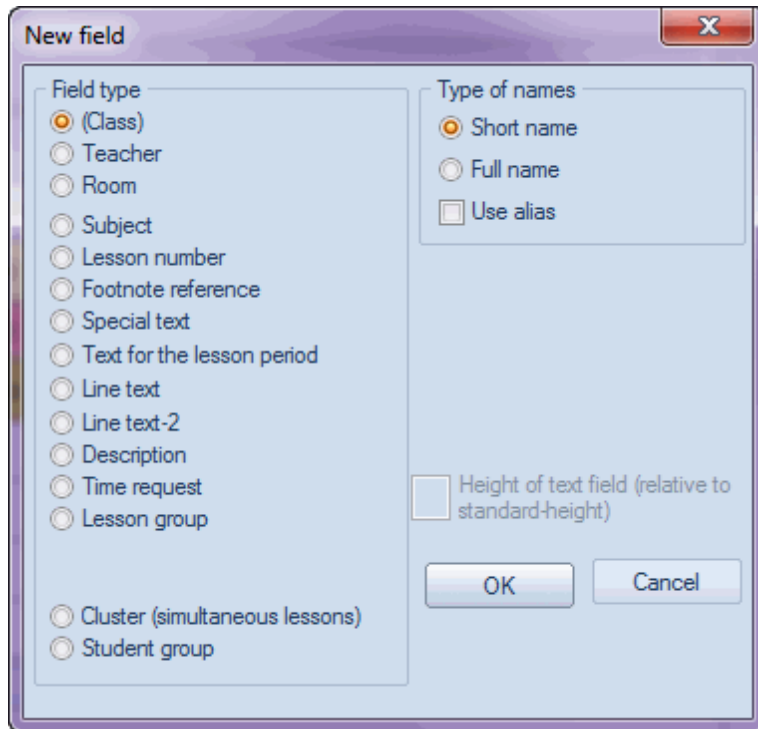 New field
Field type
(Class)
Teacher
Room
Subject
Lesson number
Footnote reference
Special text
Text for the lesson period
Line text
Line text-2
Description
Time request
Lesson group
Cluster (simultaneous lessons)
Student group
Type of names
Short name
Full name
Use alias
Height of text field (relative to
standard-height)
OK
Cancel